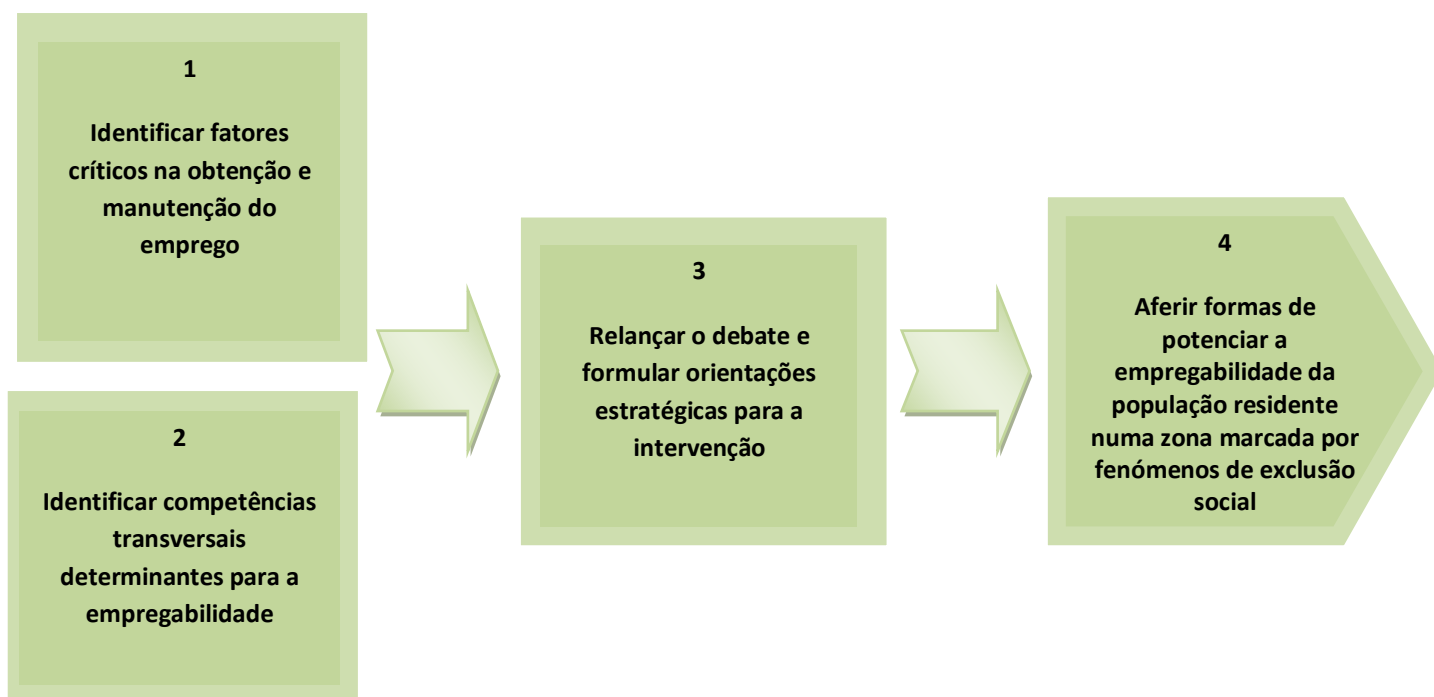 1
Identificar fatores
críticos na obtenção e
manutenção do
emprego
2
Identificar competências
transversais
determinantes para a
empregabilidade
3
Relançar o debate e
formular orientações
estratégicas para a
intervenção
4
Aferir formas de
potenciar a
empregabilidade da
população residente
numa zona marcada por
fenómenos de exclusão
social